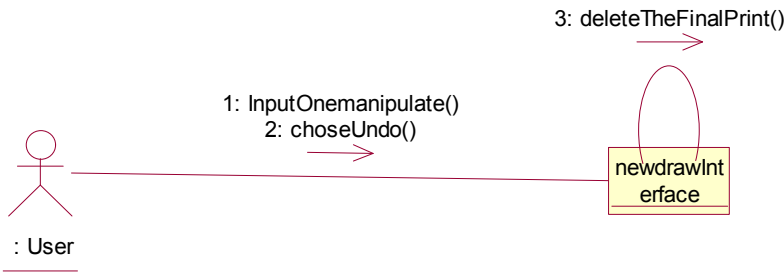 3: deleteTheFinalPrint()
1: InputOnemanipulate()
2: choseUndo()
newdrawInt
erface
: User